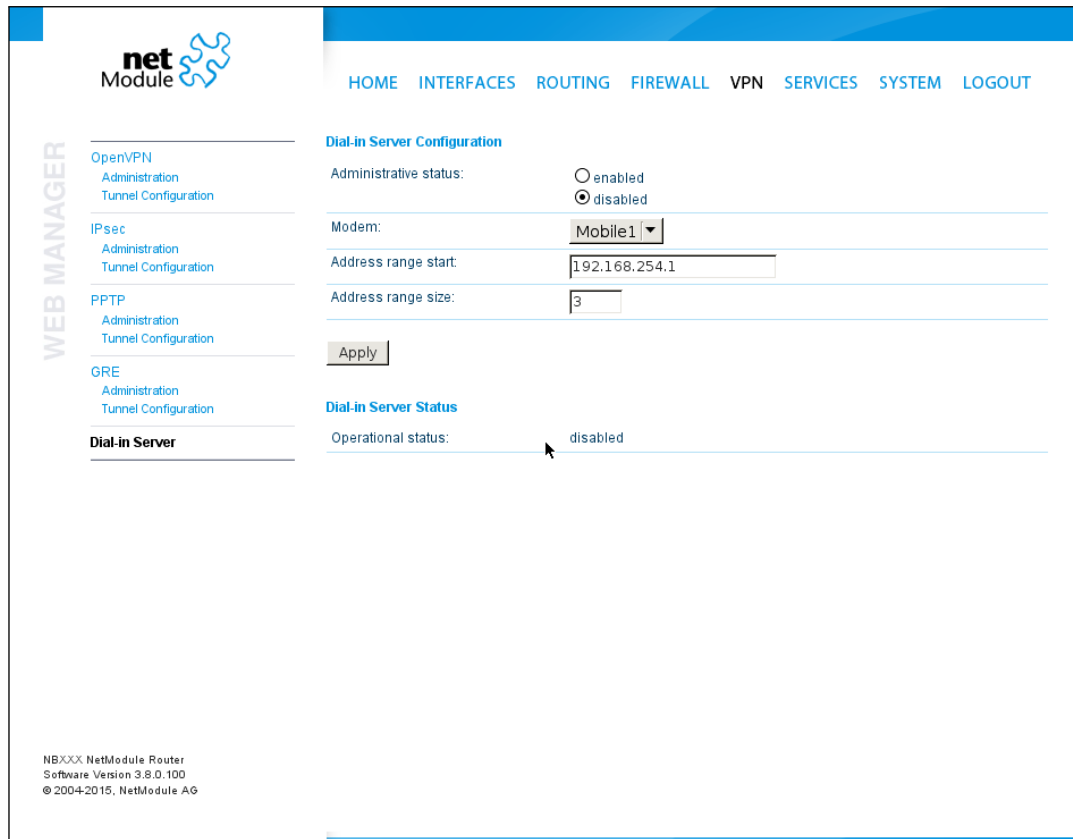 net
Module
HOME INTERFACES ROUTING FIREWALL VPN SERVICES SYSTEM LOGOUT
WEB MANAGER
OpenVPN
Administration
Tunnel Configuration
IPsec
Administration
Tunnel Configuration
PPTP
Administration
Tunnel Configuration
GRE
Administration
Tunnel Configuration
Dial-in Server
Dial-in Server Configuration
Administrative status:
enabled
disabled
Modem: Mobile1
Address range start: 192.168.254.1
Address range size: 3
Apply
Dial-in Server Status
Operational status: disabled
NBXXX NetModule Router
Software Version 3.8.0.100
© 2004-2015, NetModule AG